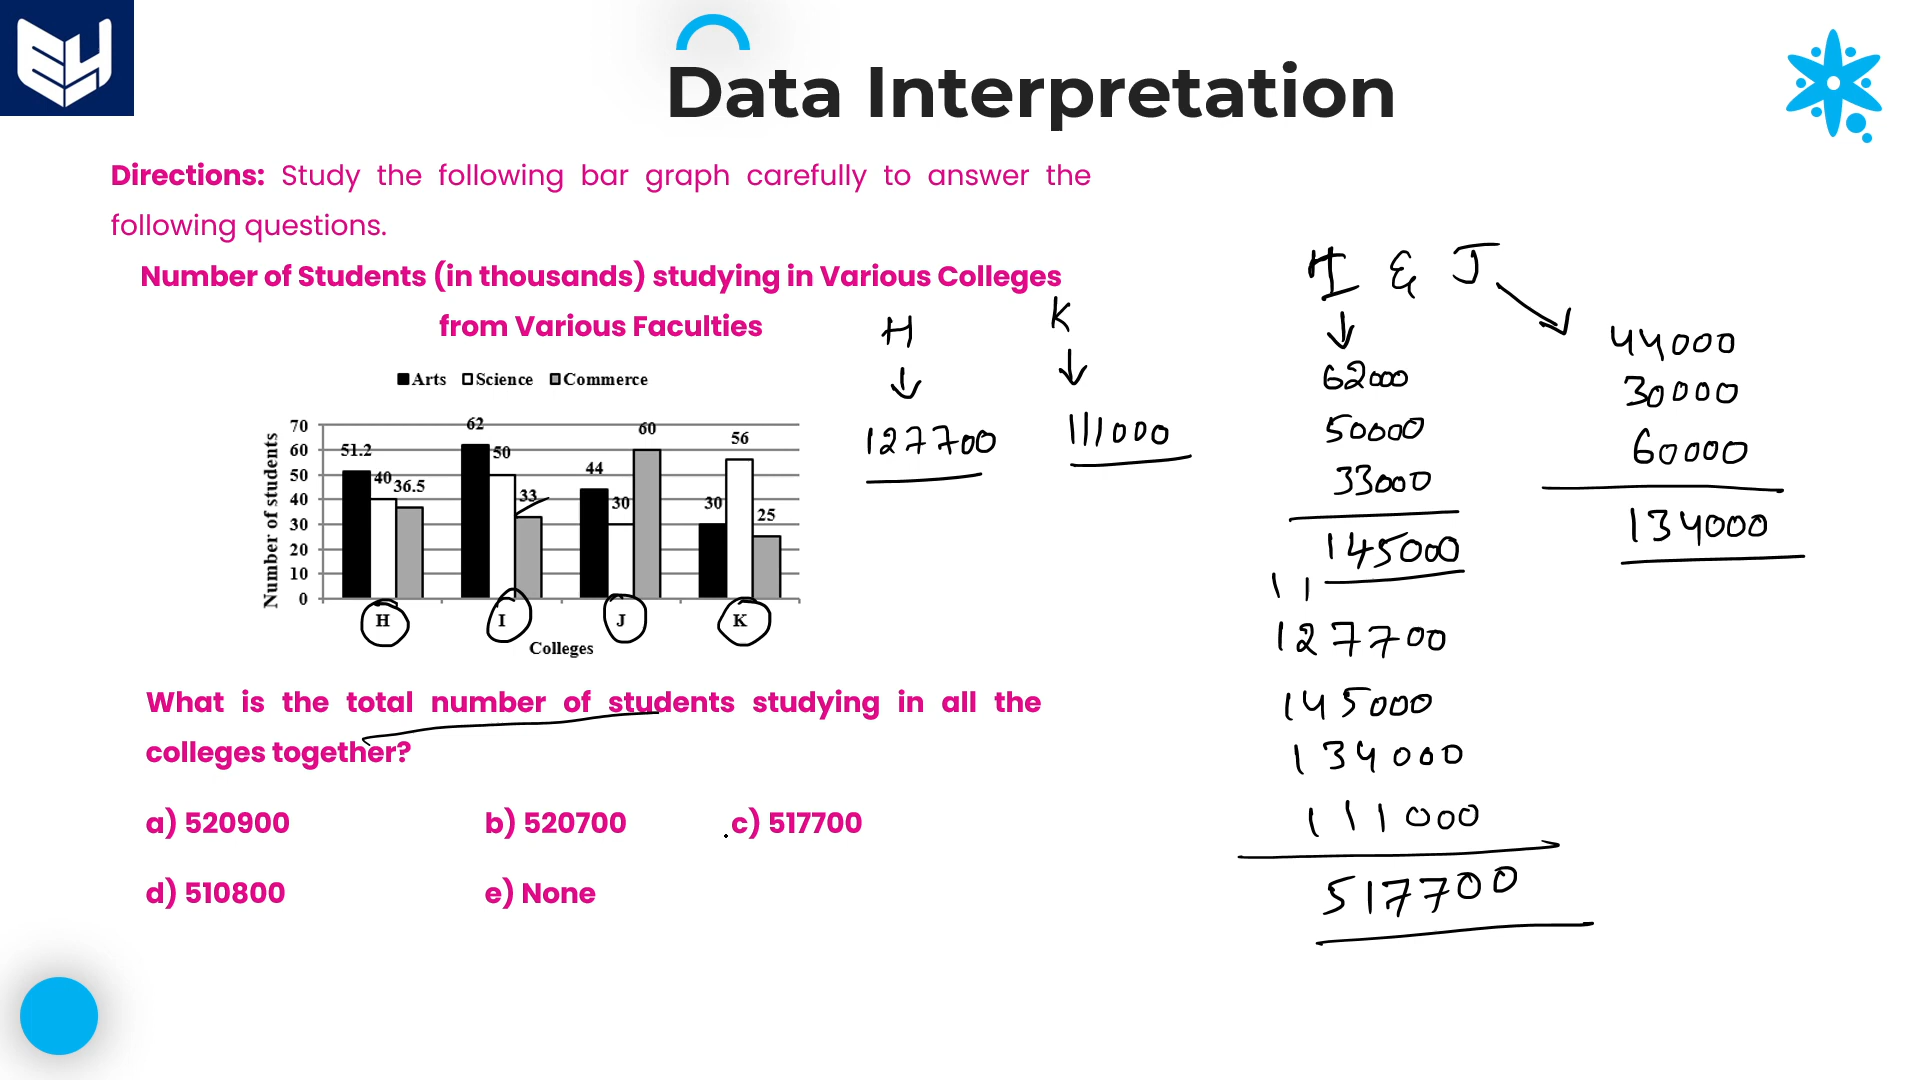 Data Interpretation
Directions: Study the following bar graph carefully to answer the
following questions.
Number of Students (in thousands) studying in Various Colleges
from Various Faculties
Arts Science Commerce
Number of students
70
60
50
40
30
20
10
0
51.2
40
36.5
62
50
33
44
30
60
30
56
25
H I J K
Colleges
What is the total number of students studying in all the
colleges together?
a) 520900 b) 520700 c) 517700
d) 510800 e) None
H
127700
K
111000
I & J
62000
50000
33000
145000
44000
30000
60000
134000
1 1
127700
145000
134000
111000
517700